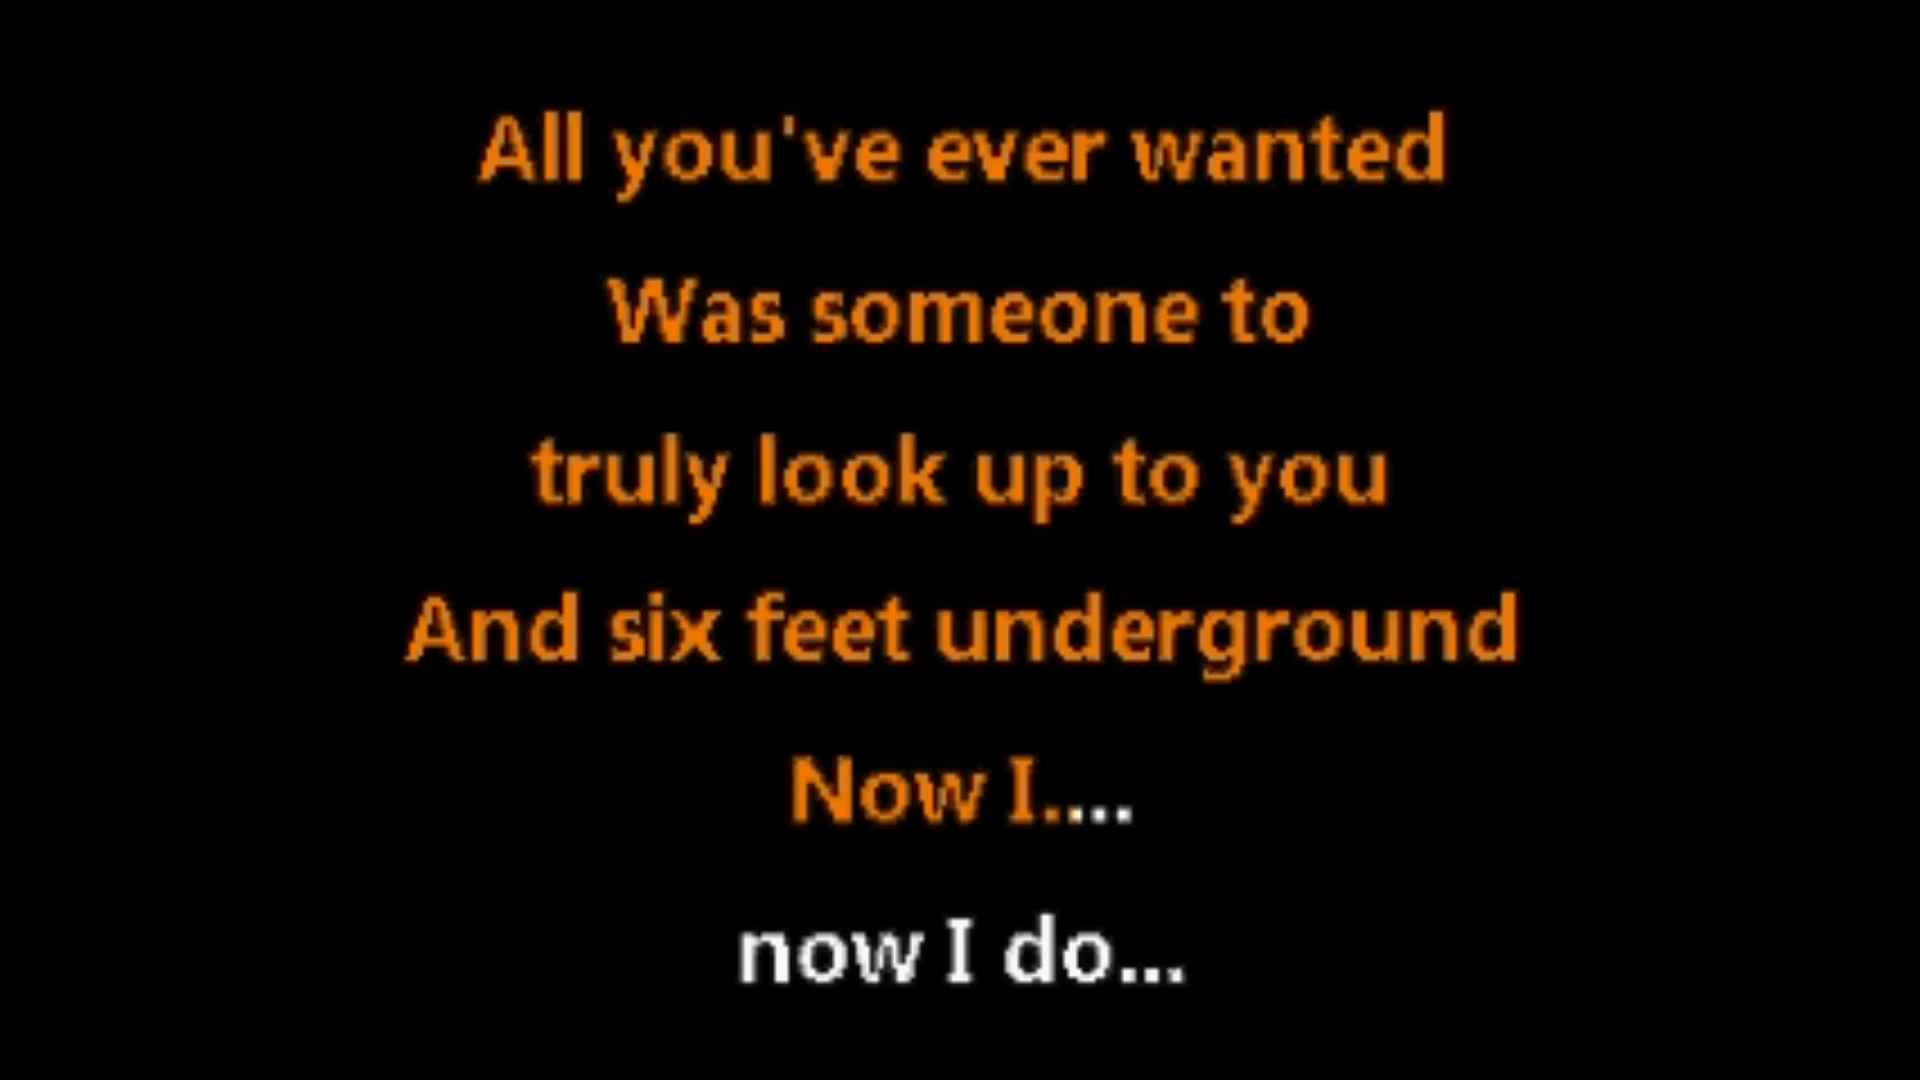 All you've ever wanted
Was someone to
truly look up to you
And six feet underground
Now I....
now I do...